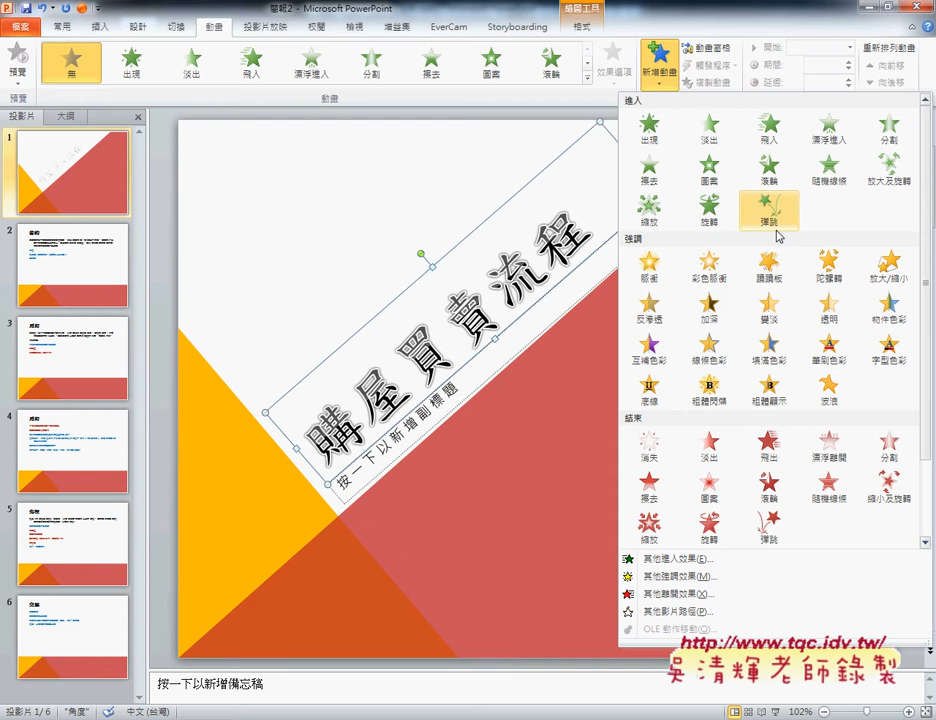 簡報2 - Microsoft PowerPoint
繪圖工具
檔案 常用 插入 設計 切換 動畫 投影片放映 校閱 檢視 增益集 EverCam Storyboarding 格式
預覽 無 出現 淡出 飛入 漂浮進入 分割 擦去 圖案 滾輪 效果選項 新增動畫
動畫窗格 開始: 重新排列動畫
觸發程序 期間: 向前移
複製動畫 延遲: 向後移
預覽 動畫
投影片 大綱
進入
出現 淡出 飛入 漂浮進入 分割
擦去 圖案 滾輪 隨機線條 放大及旋轉
縮放 旋轉 彈跳
強調
脈衝 彩色脈衝 蹺蹺板 陀螺轉 放大/縮小
反滲透 加深 變淡 透明 物件色彩
互補色彩 線條色彩 填滿色彩 筆刷色彩 字型色彩
底線 粗體閃爍 粗體顯示 波浪
結束
消失 淡出 飛出 漂浮離開 分割
擦去 圖案 滾輪 隨機線條 縮小及旋轉
縮放 旋轉 彈跳
其他進入效果(E)...
其他強調效果(M)...
其他離開效果(X)...
其他影片路徑(P)...
OLE 動作移動(O)...
1
2
3
4
5
6
購屋買賣流程
按一下以新增副標題
http://www.tqc.idv.tw/
吳清輝老師錄製
按一下以新增備忘稿
投影片 1/6 "角度" 中文 (台灣) 102%